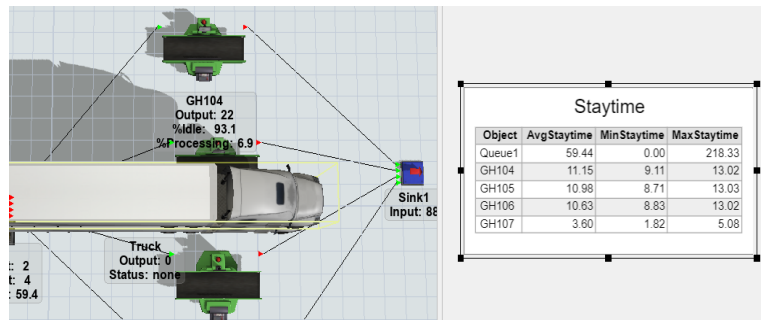 GH104
Output: 22
%Idle: 93.1
%Processing: 6.9
Sink1
Input: 88
Truck
Output: 0
Status: none
: 2
: 4
: 59.4
Staytime
Object AvgStaytime MinStaytime MaxStaytime
Queue1 59.44 0.00 218.33
GH104 11.15 9.11 13.02
GH105 10.98 8.71 13.03
GH106 10.63 8.83 13.02
GH107 3.60 1.82 5.08